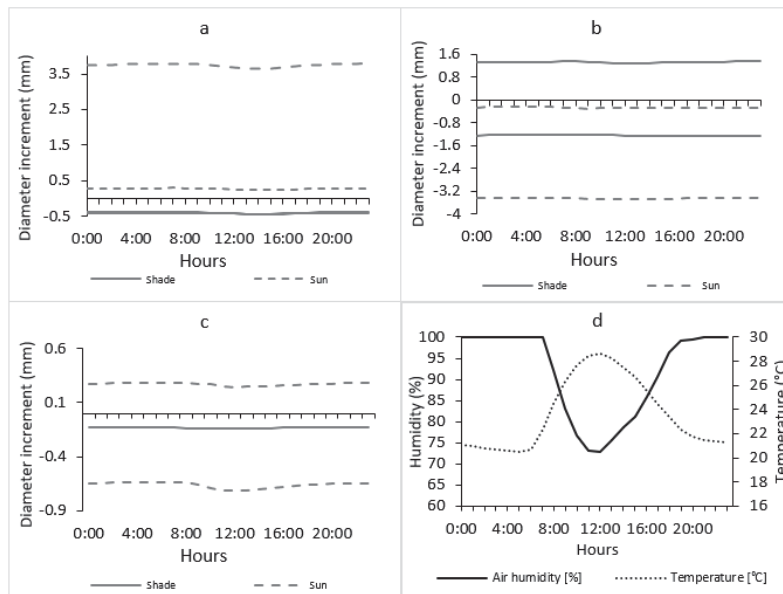 a
Diameter increment (mm)
3.5
2.5
1.5
0.5
-0.5
0:00 4:00 8:00 12:00 16:00 20:00
Hours
Shade Sun
b
Diameter increment (mm)
1.6
0.8
0
-0.8
-1.6
-2.4
-3.2
-4
0:00 4:00 8:00 12:00 16:00 20:00
Hours
Shade Sun
c
Diameter increment (mm)
0.6
0.1
-0.4
-0.9
0:00 4:00 8:00 12:00 16:00 20:00
Hours
Shade Sun
d
Humidity (%)
100
95
90
85
80
75
70
65
60
30
28
26
24
22
20
18
16
Temperature (°C)
0:00 4:00 8:00 12:00 16:00 20:00
Hours
Air humidity [%] Temperature [°C]